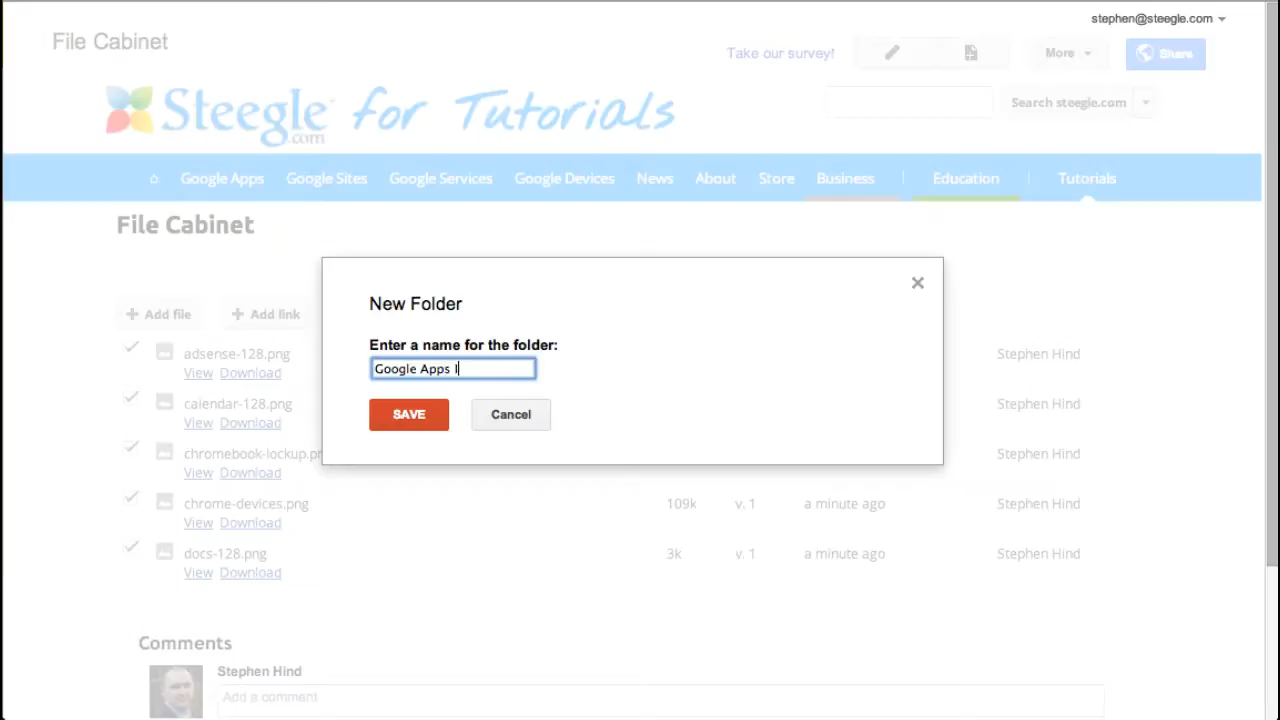 stephen@steegle.com
File Cabinet
Take our survey!
More
Share
Steegle.com for Tutorials
Search steegle.com
Google Apps Google Sites Google Services Google Devices News About Store Business Education Tutorials
File Cabinet
+ Add file + Add link
New Folder
Enter a name for the folder:
Google Apps I
SAVE Cancel
adsense-128.png Stephen Hind
View Download
calendar-128.png Stephen Hind
View Download
chromebook-lockup.pn Stephen Hind
View Download
chrome-devices.png 109k v. 1 a minute ago Stephen Hind
View Download
docs-128.png 3k v. 1 a minute ago Stephen Hind
View Download
Comments
Stephen Hind
Add a comment